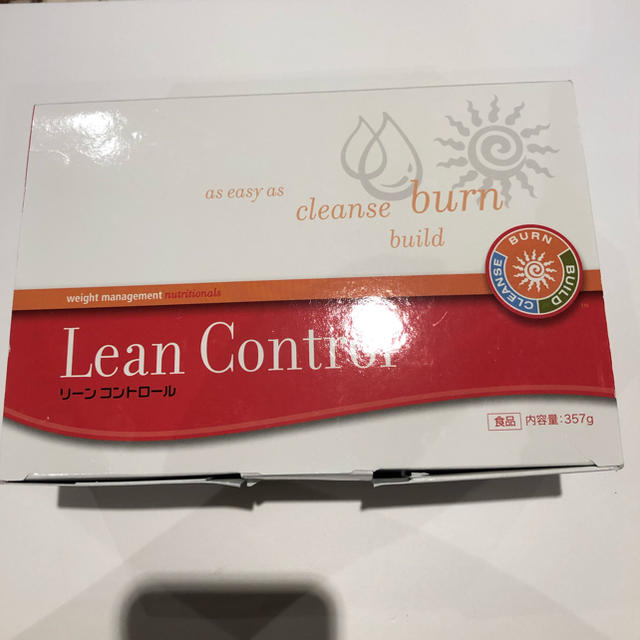 as easy as
cleanse burn
build
BURN
BUILD
CLEANSE
weight management nutritionals
Lean Control
リーン コントロール
食品 内容量:357g